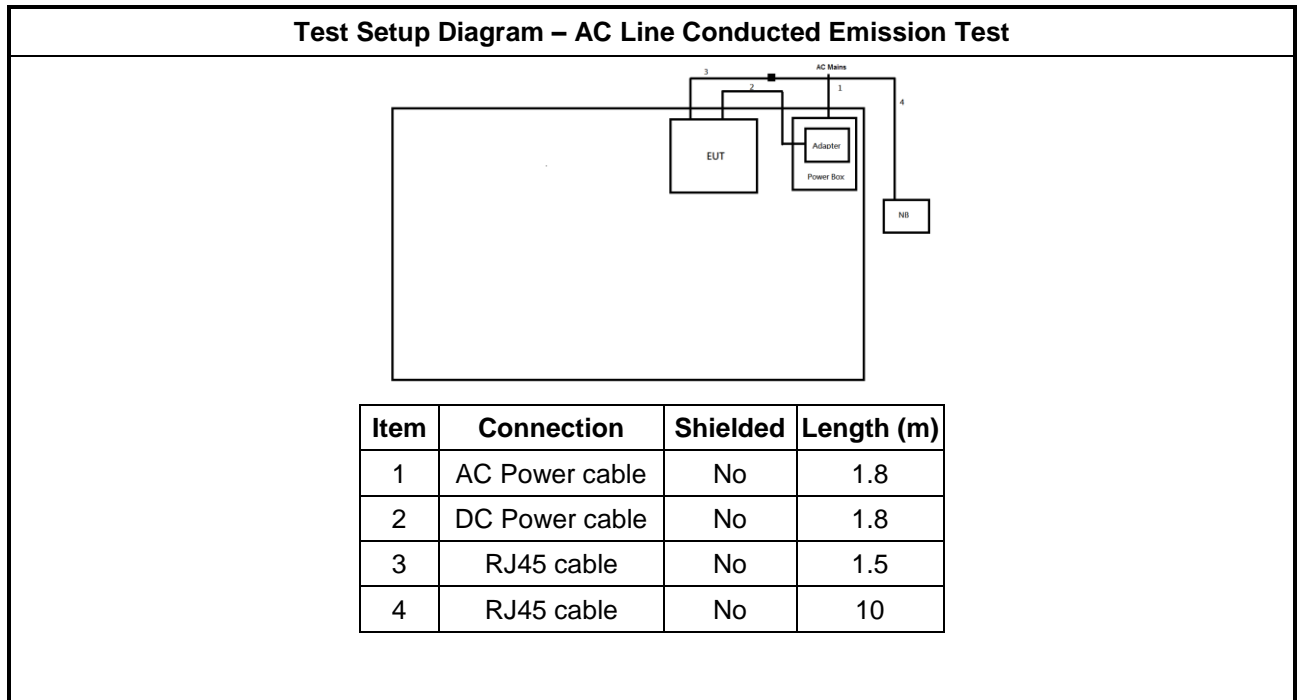 Test Setup Diagram – AC Line Conducted Emission Test
AC Mains
3
2
1
4
EUT
Adapter
Power Box
NB
Item Connection Shielded Length (m)
1 AC Power cable No 1.8
2 DC Power cable No 1.8
3 RJ45 cable No 1.5
4 RJ45 cable No 10